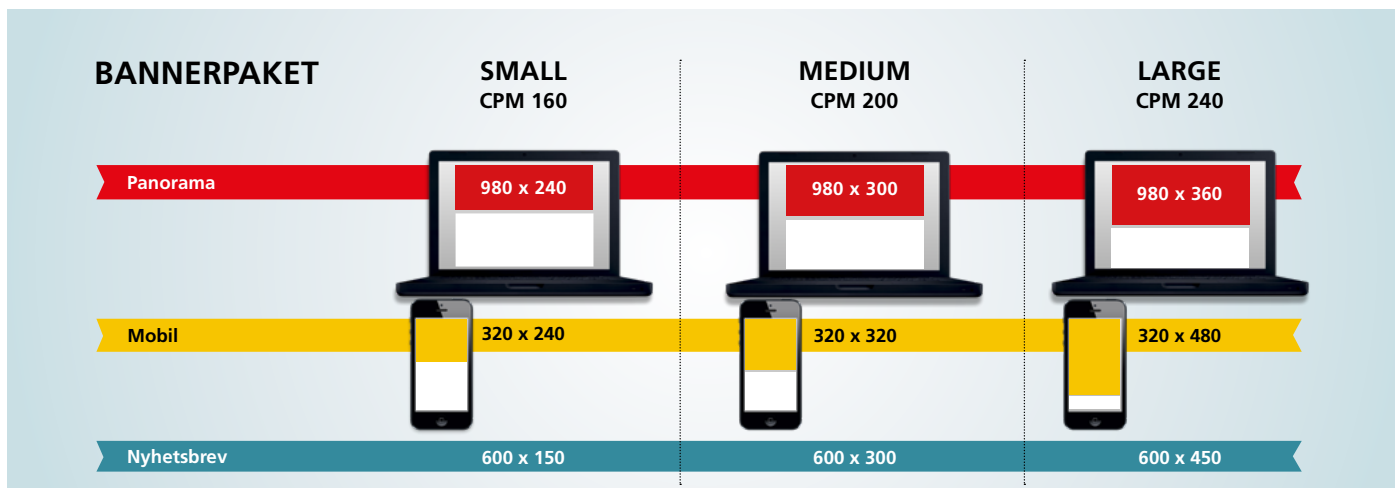 BANNERPAKET
SMALL
CPM 160
MEDIUM
CPM 200
LARGE
CPM 240
Panorama
980 x 240
980 x 300
980 x 360
Mobil
320 x 240
320 x 320
320 x 480
Nyhetsbrev
600 x 150
600 x 300
600 x 450